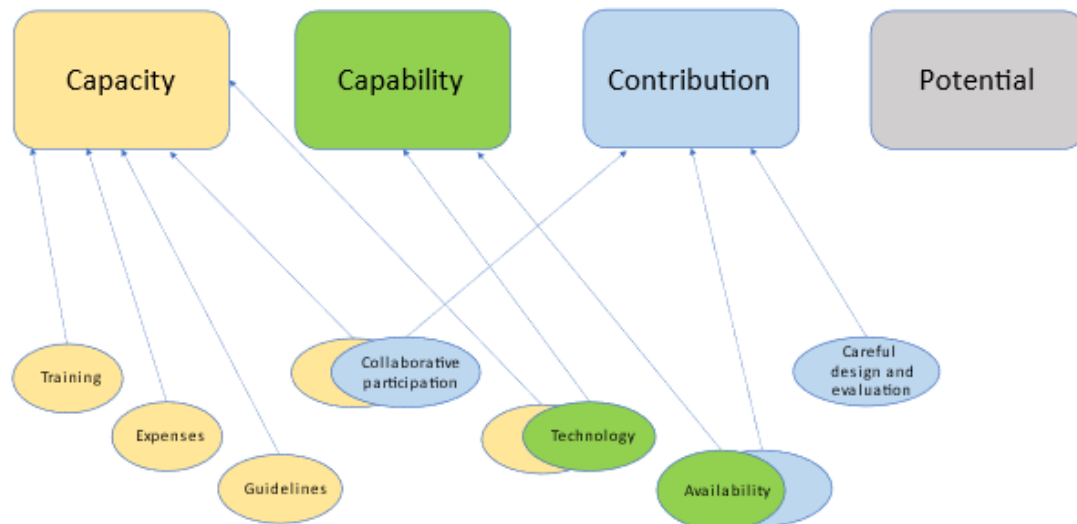 Capacity
Capability
Contribution
Potential
Training
Collaborative
participation
Careful
design and
evaluation
Expenses
Technology
Guidelines
Availability